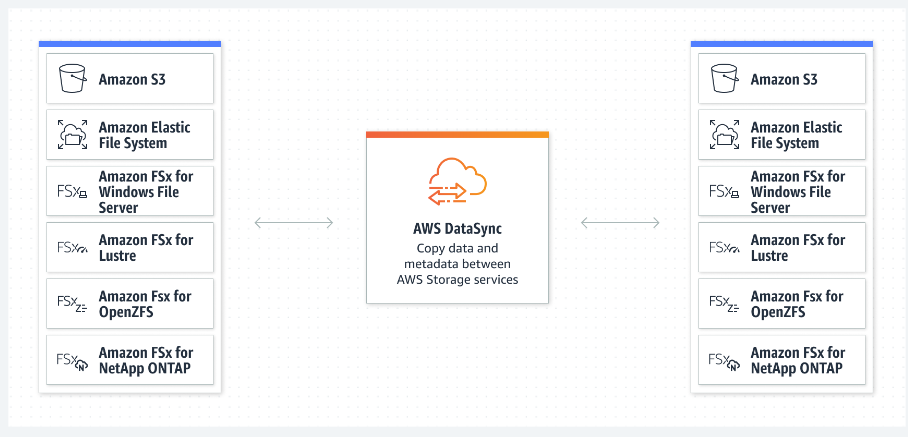 Amazon S3
Amazon Elastic
File System
FSx
Amazon FSx for
Windows File
Server
FSx
Amazon FSx for
Lustre
FSx
Z
Amazon Fsx for
OpenZFS
FSx
N
Amazon FSx for
NetApp ONTAP
AWS DataSync
Copy data and
metadata between
AWS Storage services
Amazon S3
Amazon Elastic
File System
FSx
Amazon FSx for
Windows File
Server
FSx
Amazon FSx for
Lustre
FSx
Z
Amazon Fsx for
OpenZFS
FSx
N
Amazon FSx for
NetApp ONTAP